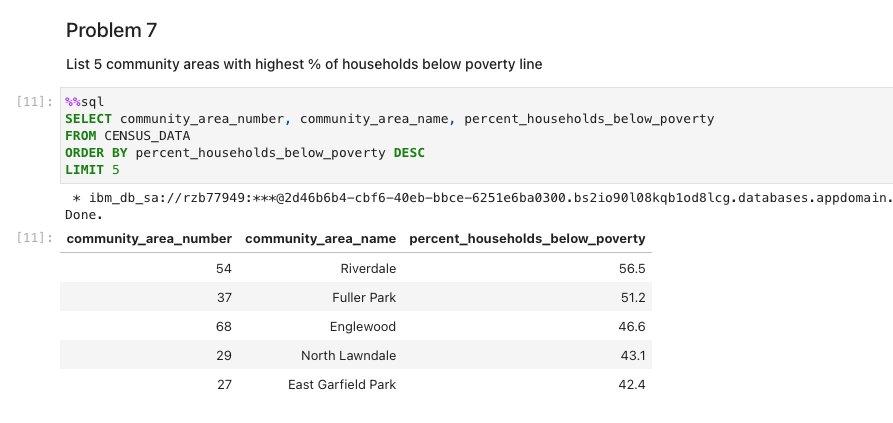 Problem 7
List 5 community areas with highest % of households below poverty line
[11]: %%sql
SELECT community_area_number, community_area_name, percent_households_below_poverty
FROM CENSUS_DATA
ORDER BY percent_households_below_poverty DESC
LIMIT 5
* ibm_db_sa://rzb77949:***@2d46b6b4-cbf6-40eb-bbce-6251e6ba0300.bs2io90l08kqb1od8lcg.databases.appdomain.
Done.
[11]: community_area_number community_area_name percent_households_below_poverty
54 Riverdale 56.5
37 Fuller Park 51.2
68 Englewood 46.6
29 North Lawndale 43.1
27 East Garfield Park 42.4